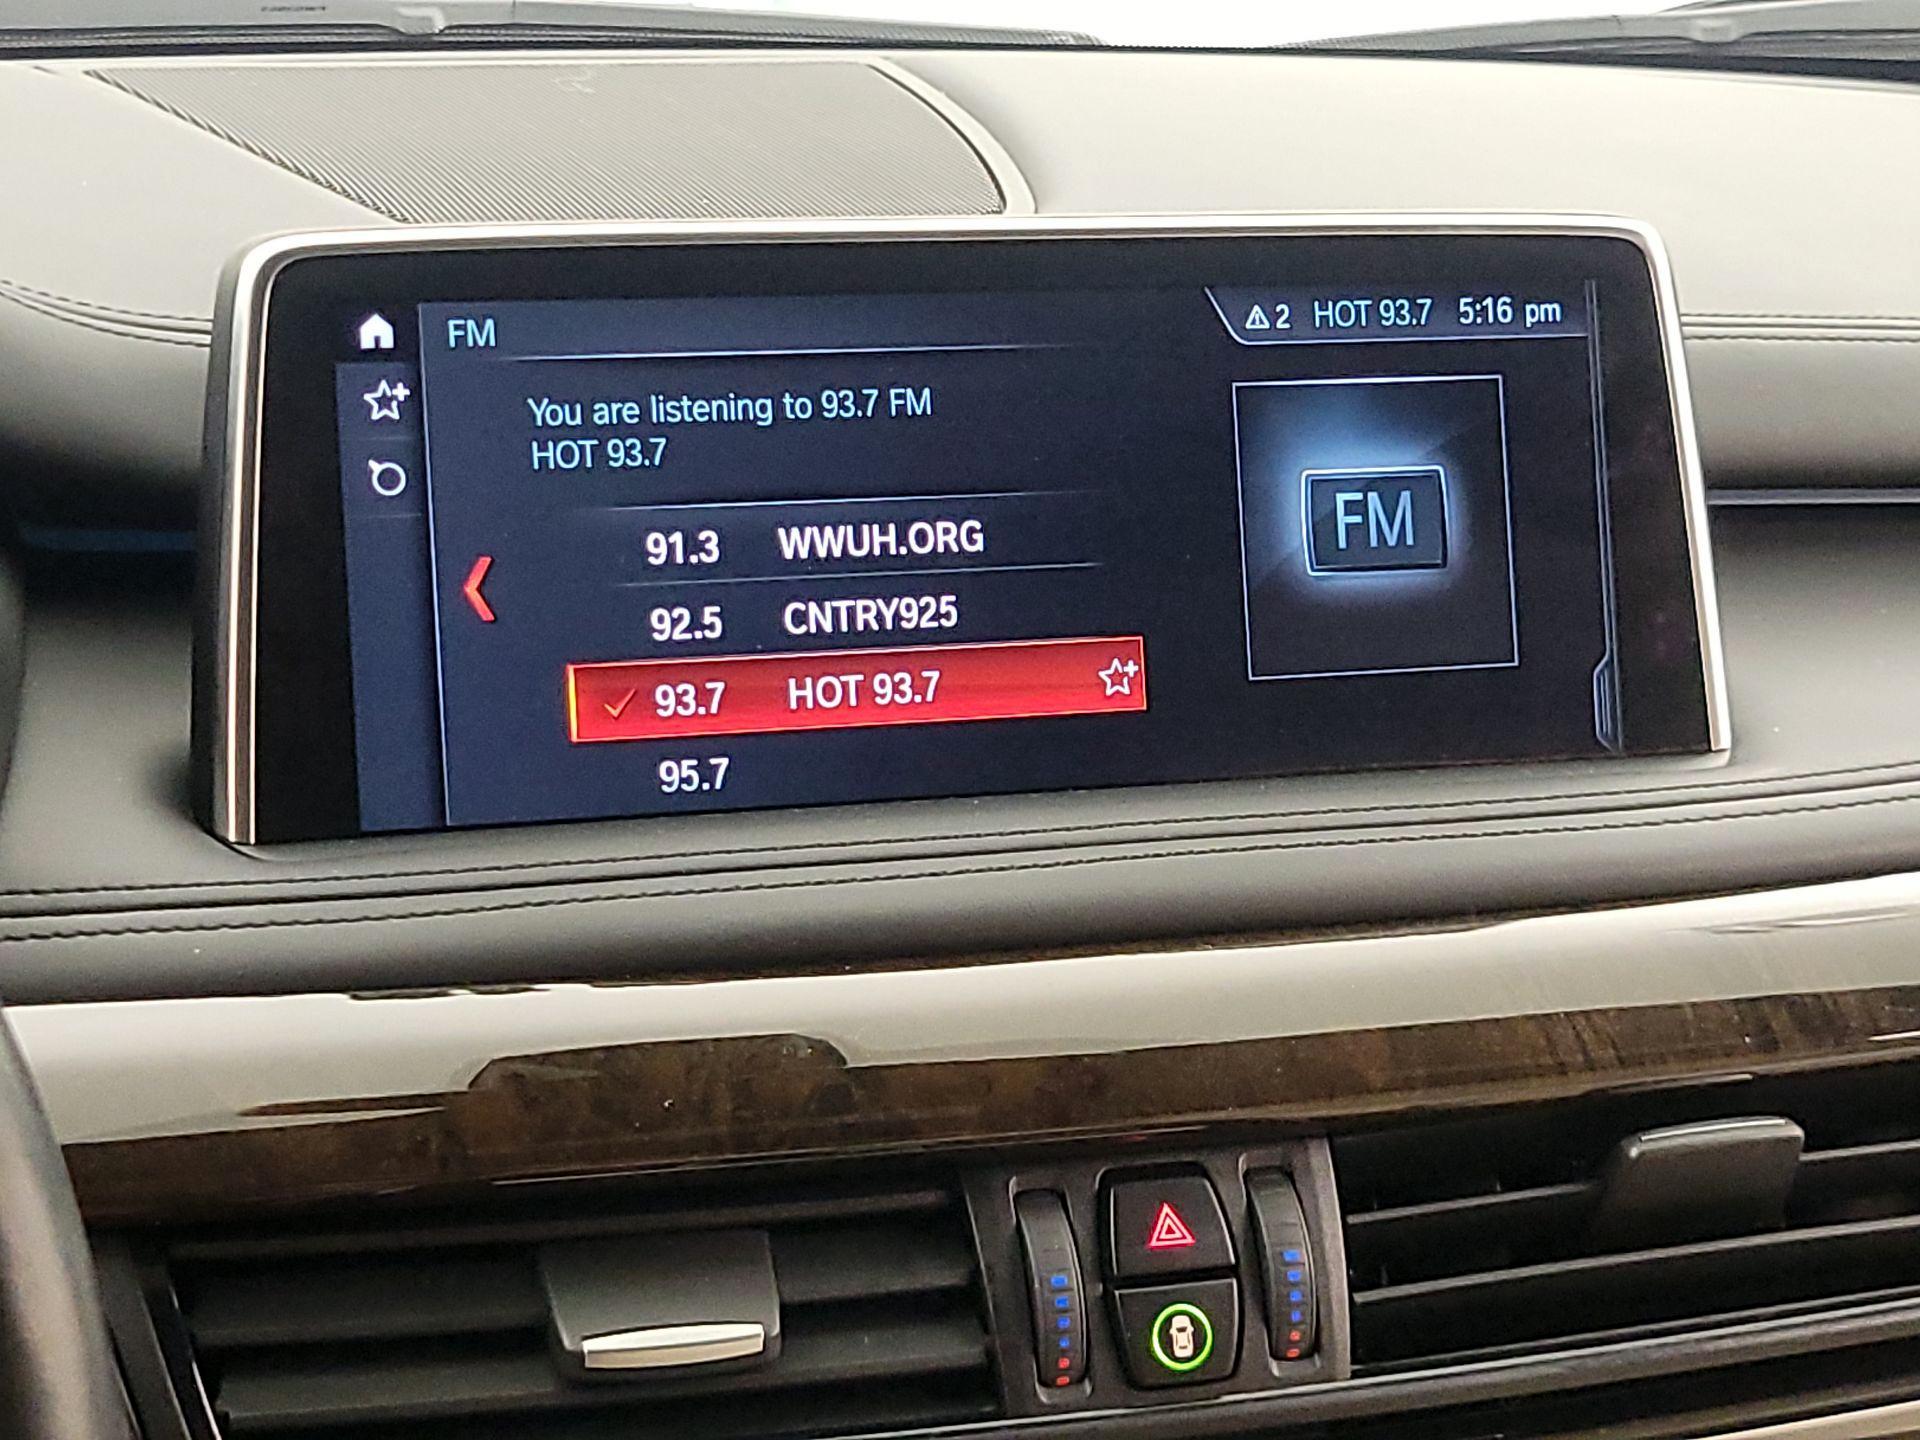 FM
2 HOT 93.7 5:16 pm
You are listening to 93.7 FM
HOT 93.7
91.3 WWUH.ORG
92.5 CNTRY925
93.7 HOT 93.7
95.7
FM